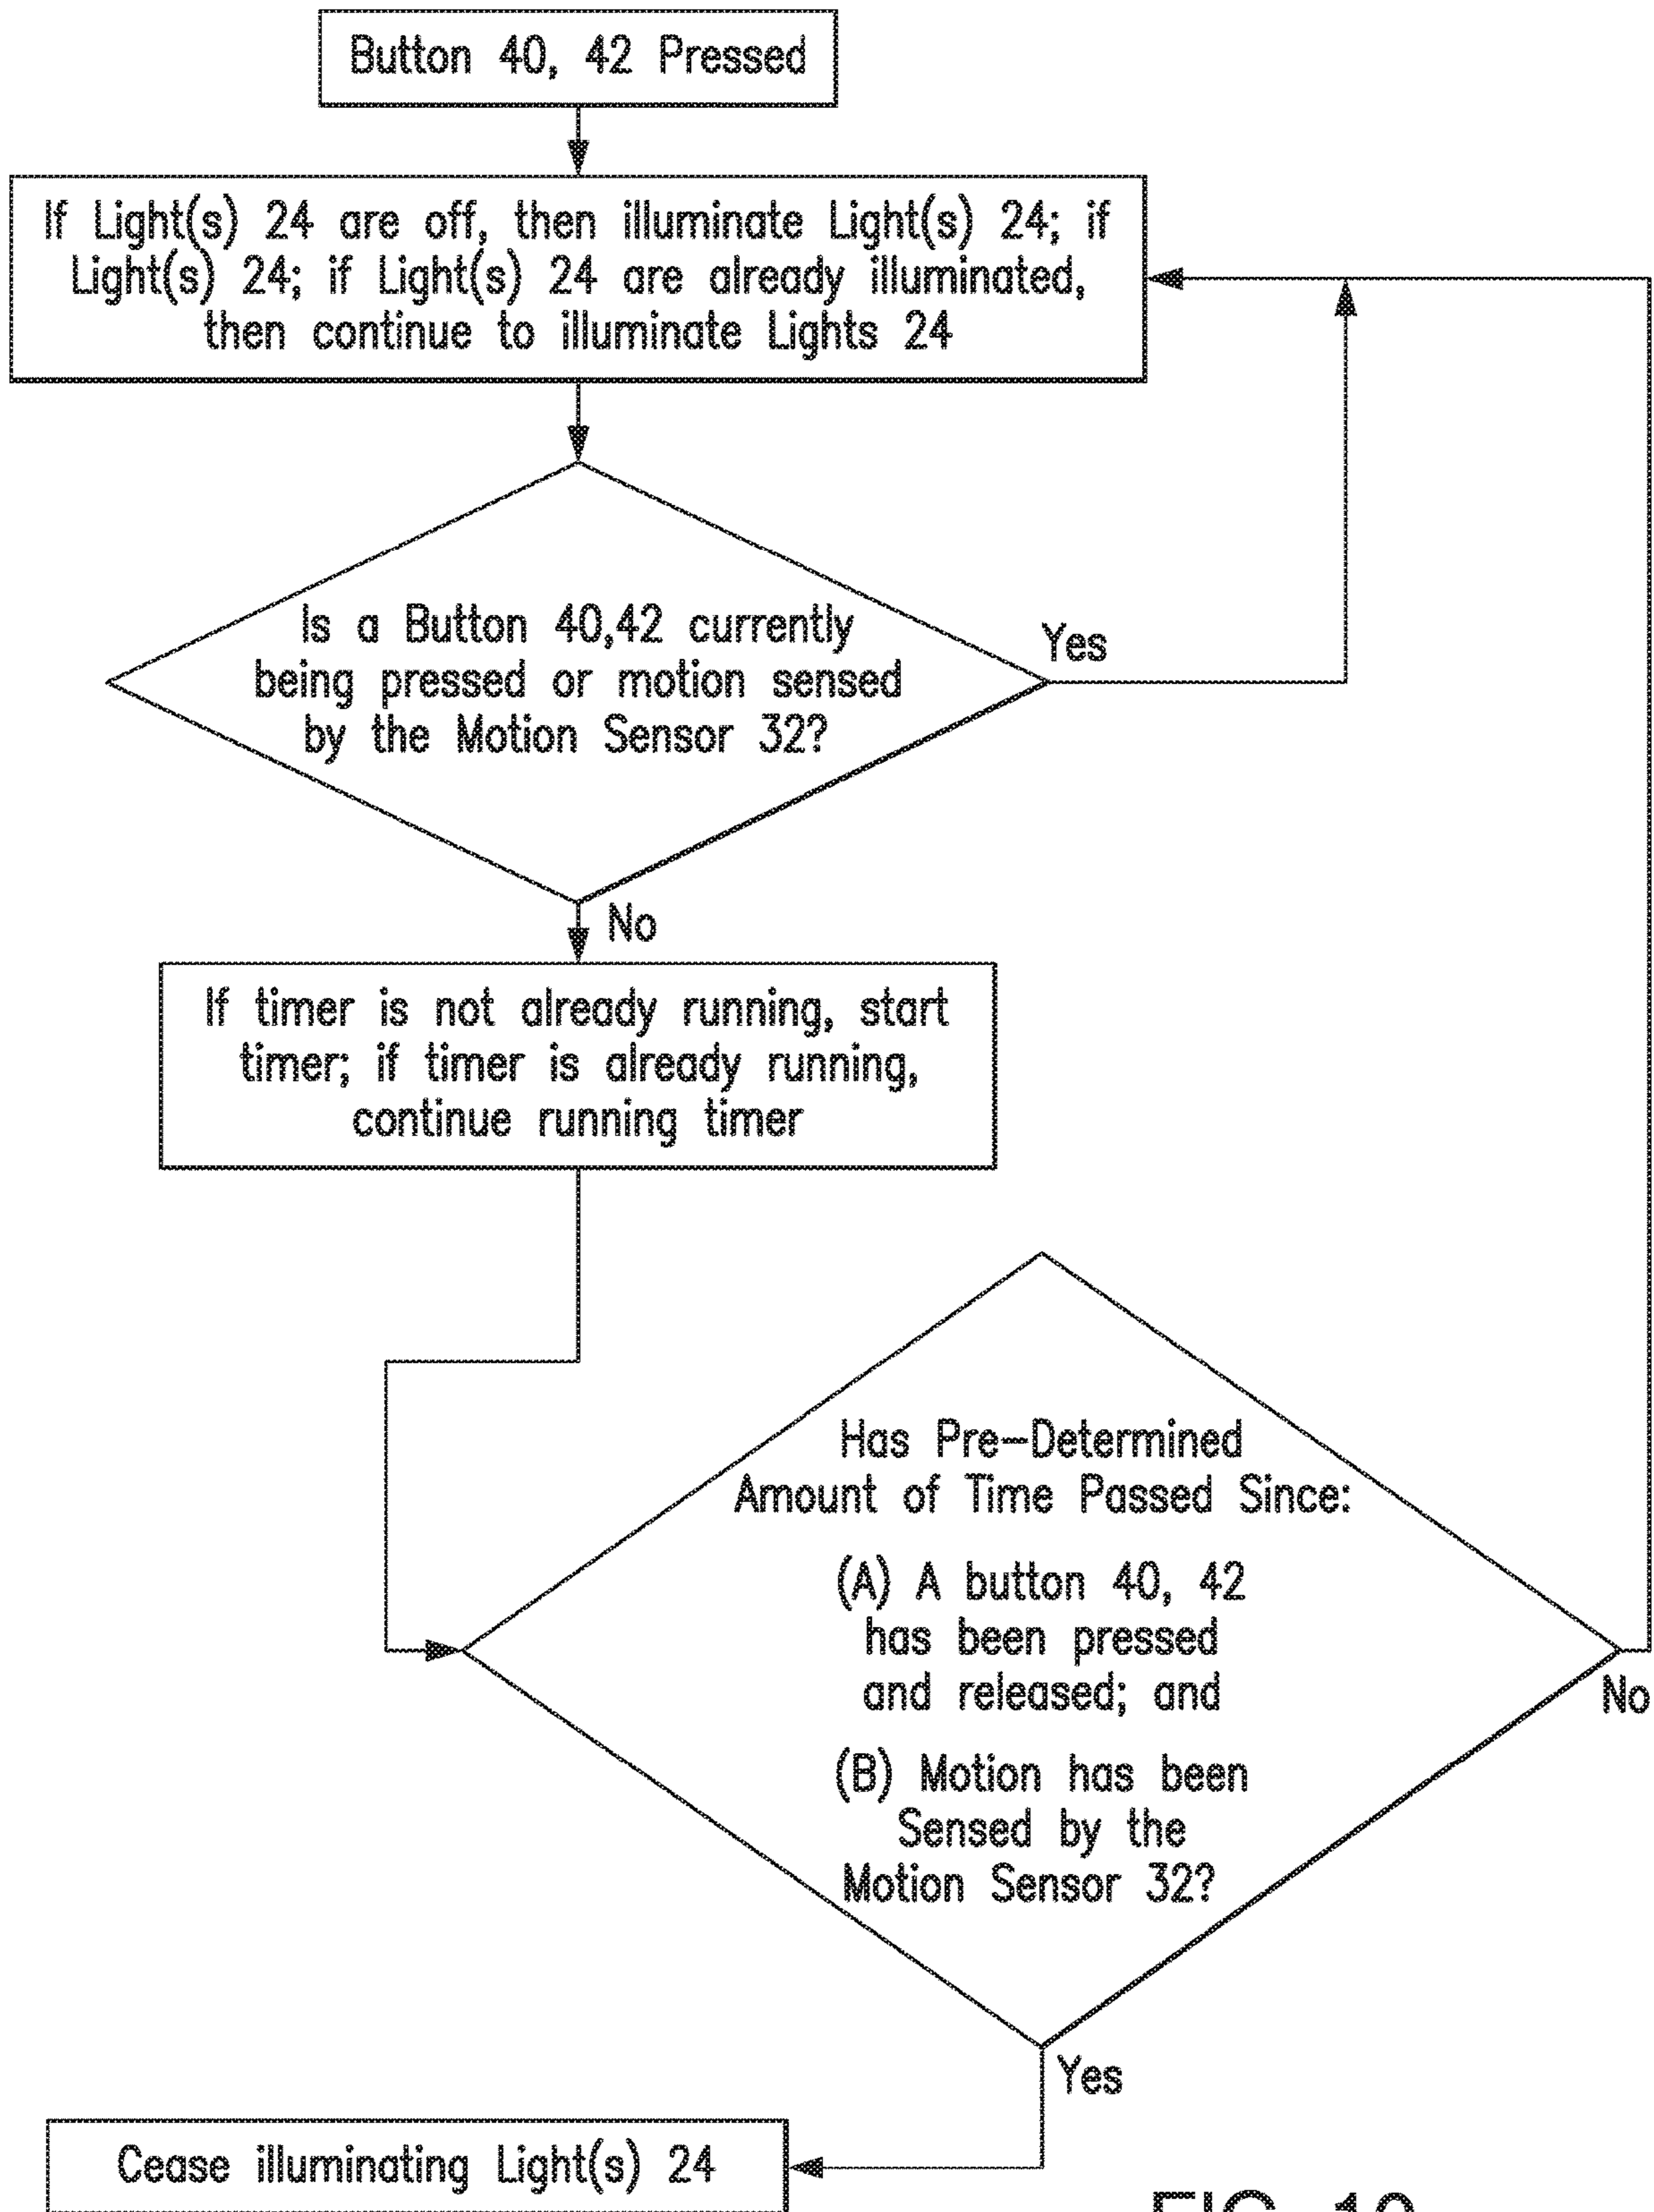 Button 40, 42 Pressed
If Light(s) 24 are off, then illuminate Light(s) 24; if
Light(s) 24; if Light(s) 24 are already illuminated,
then continue to illuminate Lights 24
Is a Button 40,42 currently
being pressed or motion sensed
by the Motion Sensor 32?
Yes
No
If timer is not already running, start
timer; if timer is already running,
continue running timer
Has Pre-Determined
Amount of Time Passed Since:
(A) A button 40, 42
has been pressed
and released; and
(B) Motion has been
Sensed by the
Motion Sensor 32?
No
Yes
Cease illuminating Light(s) 24